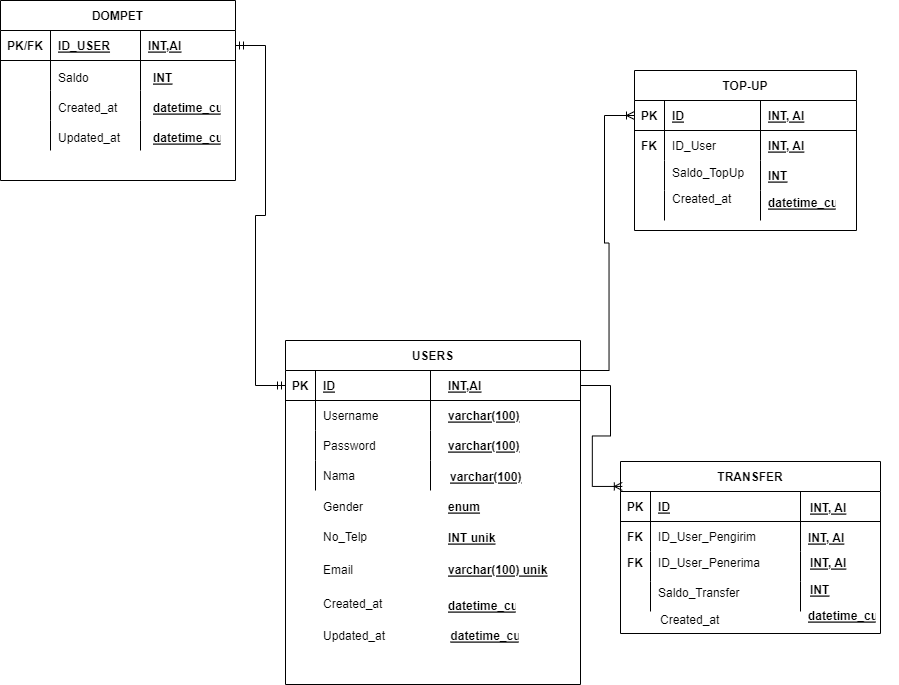 DOMPET
PK/FK ID_USER INT,AI
Saldo INT
Created_at datetime_cu
Updated_at datetime_cu
TOP-UP
PK ID INT, AI
FK ID_User INT, AI
Saldo_TopUp INT
Created_at datetime_cu
USERS
PK ID INT,AI
Username varchar(100)
Password varchar(100)
Nama varchar(100)
Gender enum
No_Telp INT unik
Email varchar(100) unik
Created_at datetime_cu
Updated_at datetime_cu
TRANSFER
PK ID INT, AI
FK ID_User_Pengirim INT, AI
FK ID_User_Penerima INT, AI
Saldo_Transfer INT
Created_at datetime_cu